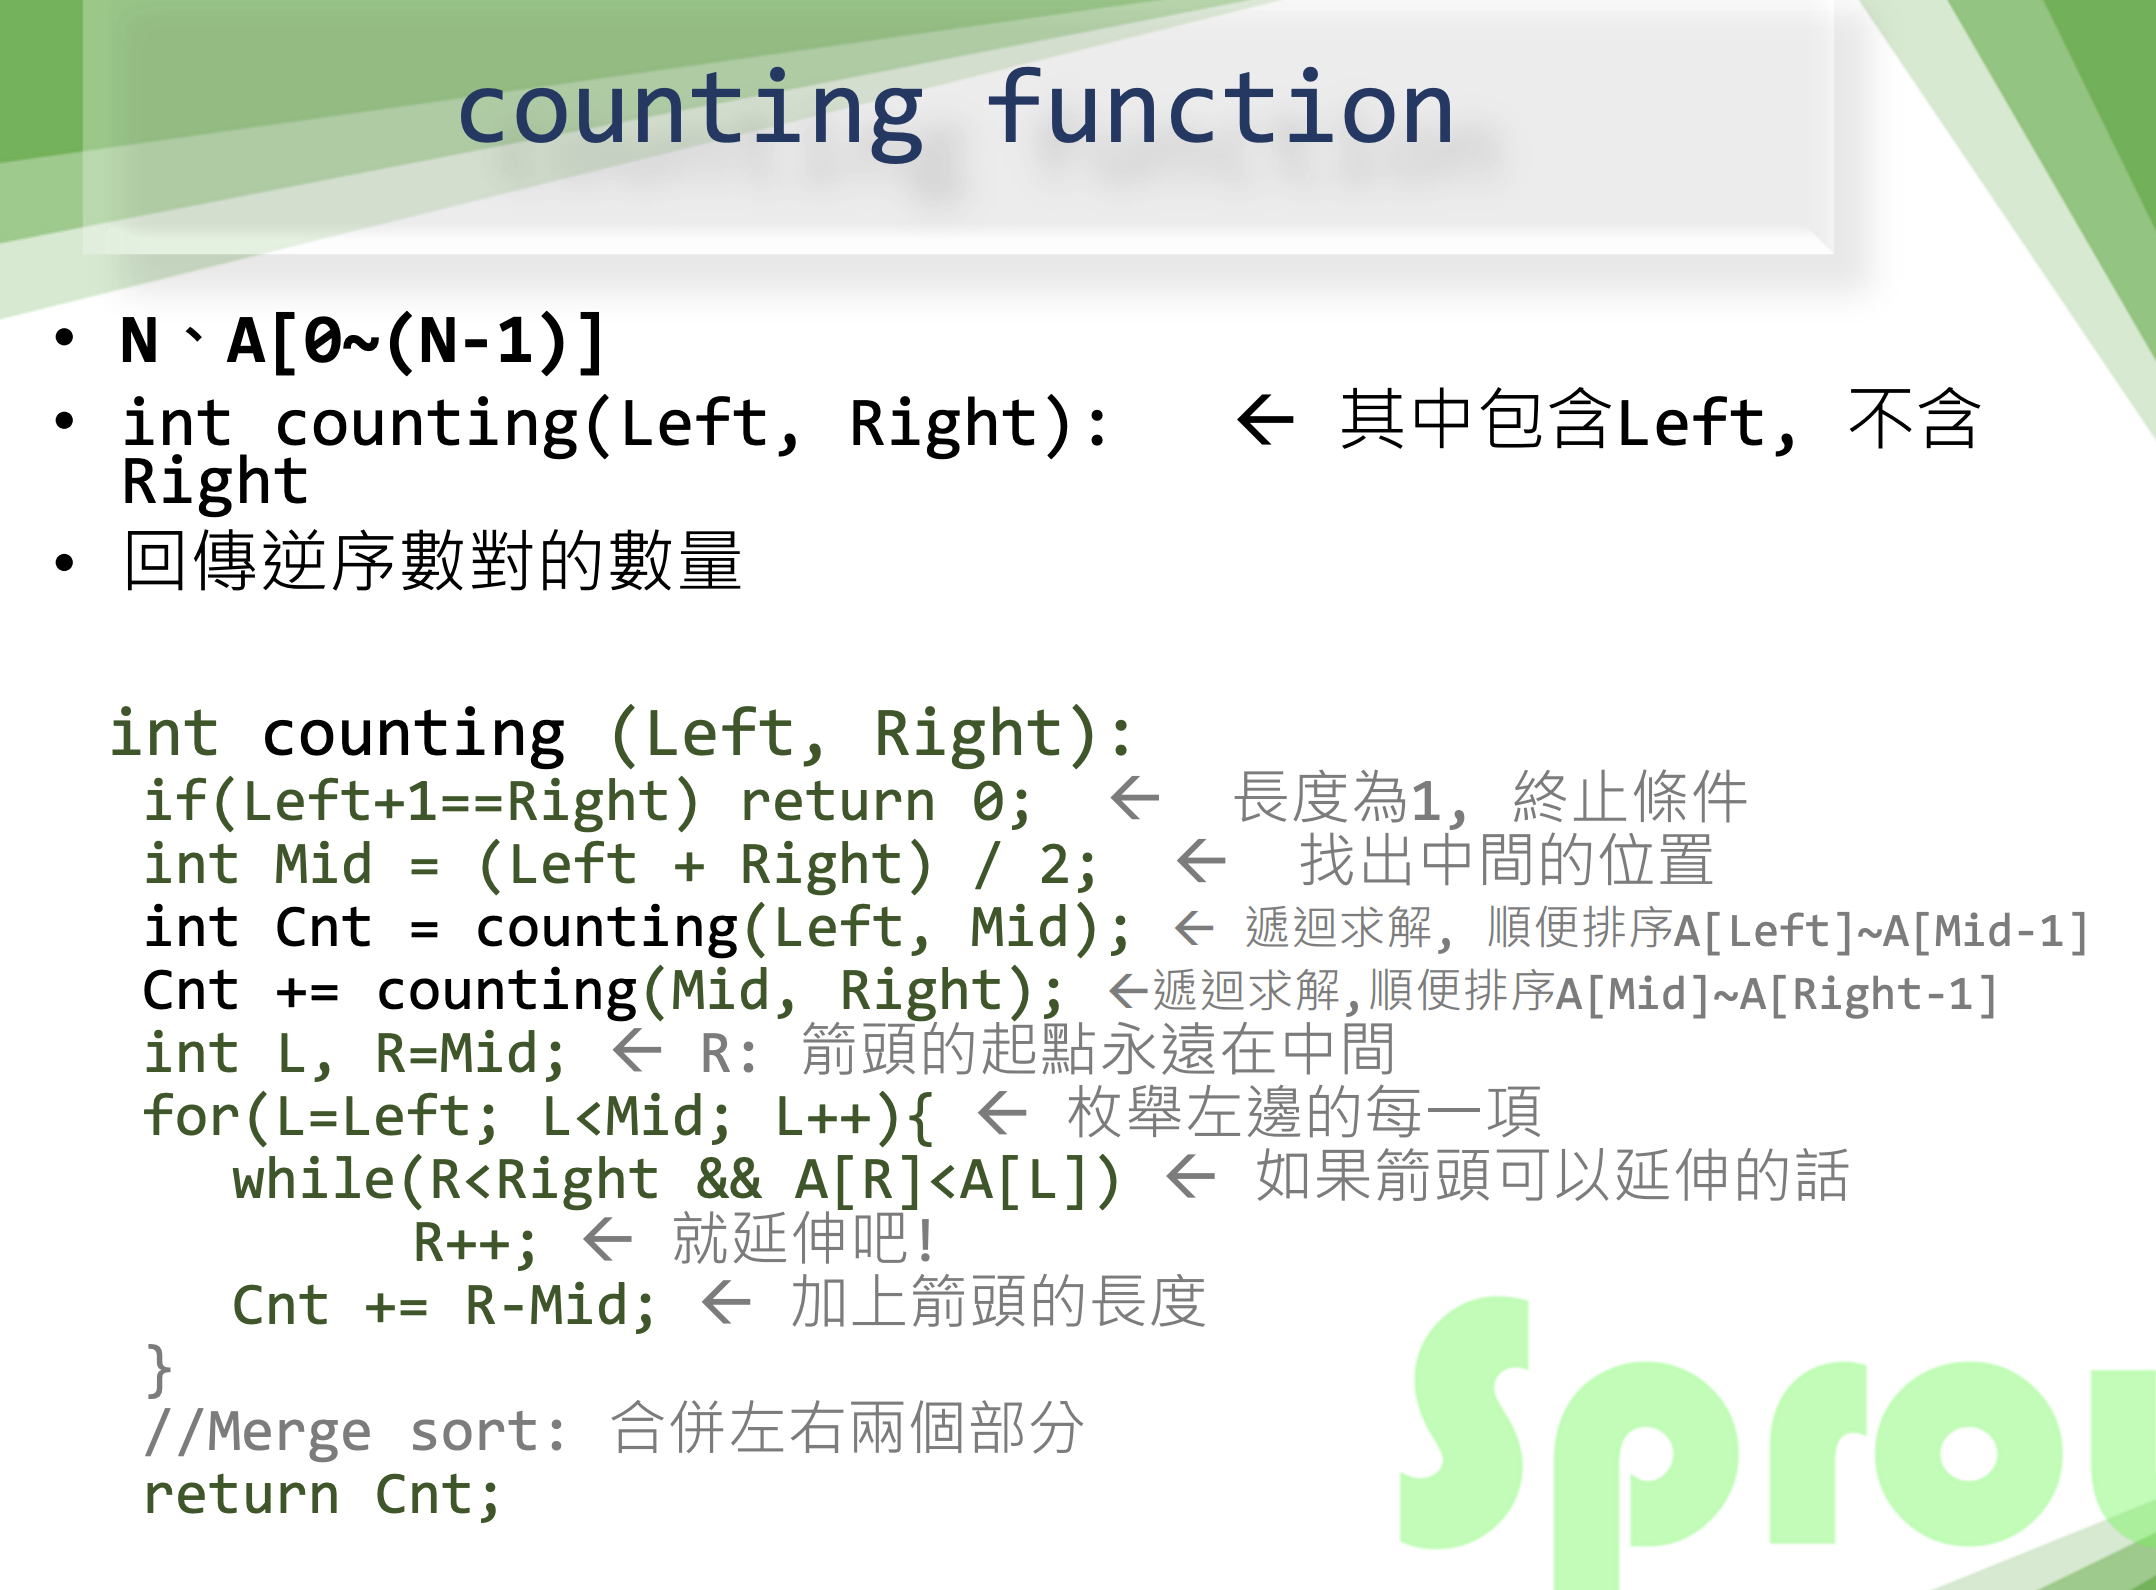 counting function
• N、A[0~(N-1)]
• int counting(Left, Right): ← 其中包含Left, 不含
Right
• 回傳逆序數對的數量
int counting (Left, Right):
if(Left+1==Right) return 0; ← 長度為1, 終止條件
int Mid = (Left + Right) / 2; ← 找出中間的位置
int Cnt = counting(Left, Mid); ← 遞迴求解, 順便排序A[Left]~A[Mid-1]
Cnt += counting(Mid, Right); ←遞迴求解,順便排序A[Mid]~A[Right-1]
int L, R=Mid; ← R: 箭頭的起點永遠在中間
for(L=Left; L<Mid; L++){ ← 枚舉左邊的每一項
while(R<Right && A[R]<A[L]) ← 如果箭頭可以延伸的話
R++; ← 就延伸吧!
Cnt += R-Mid; ← 加上箭頭的長度
}
//Merge sort: 合併左右兩個部分
return Cnt;
Sprou